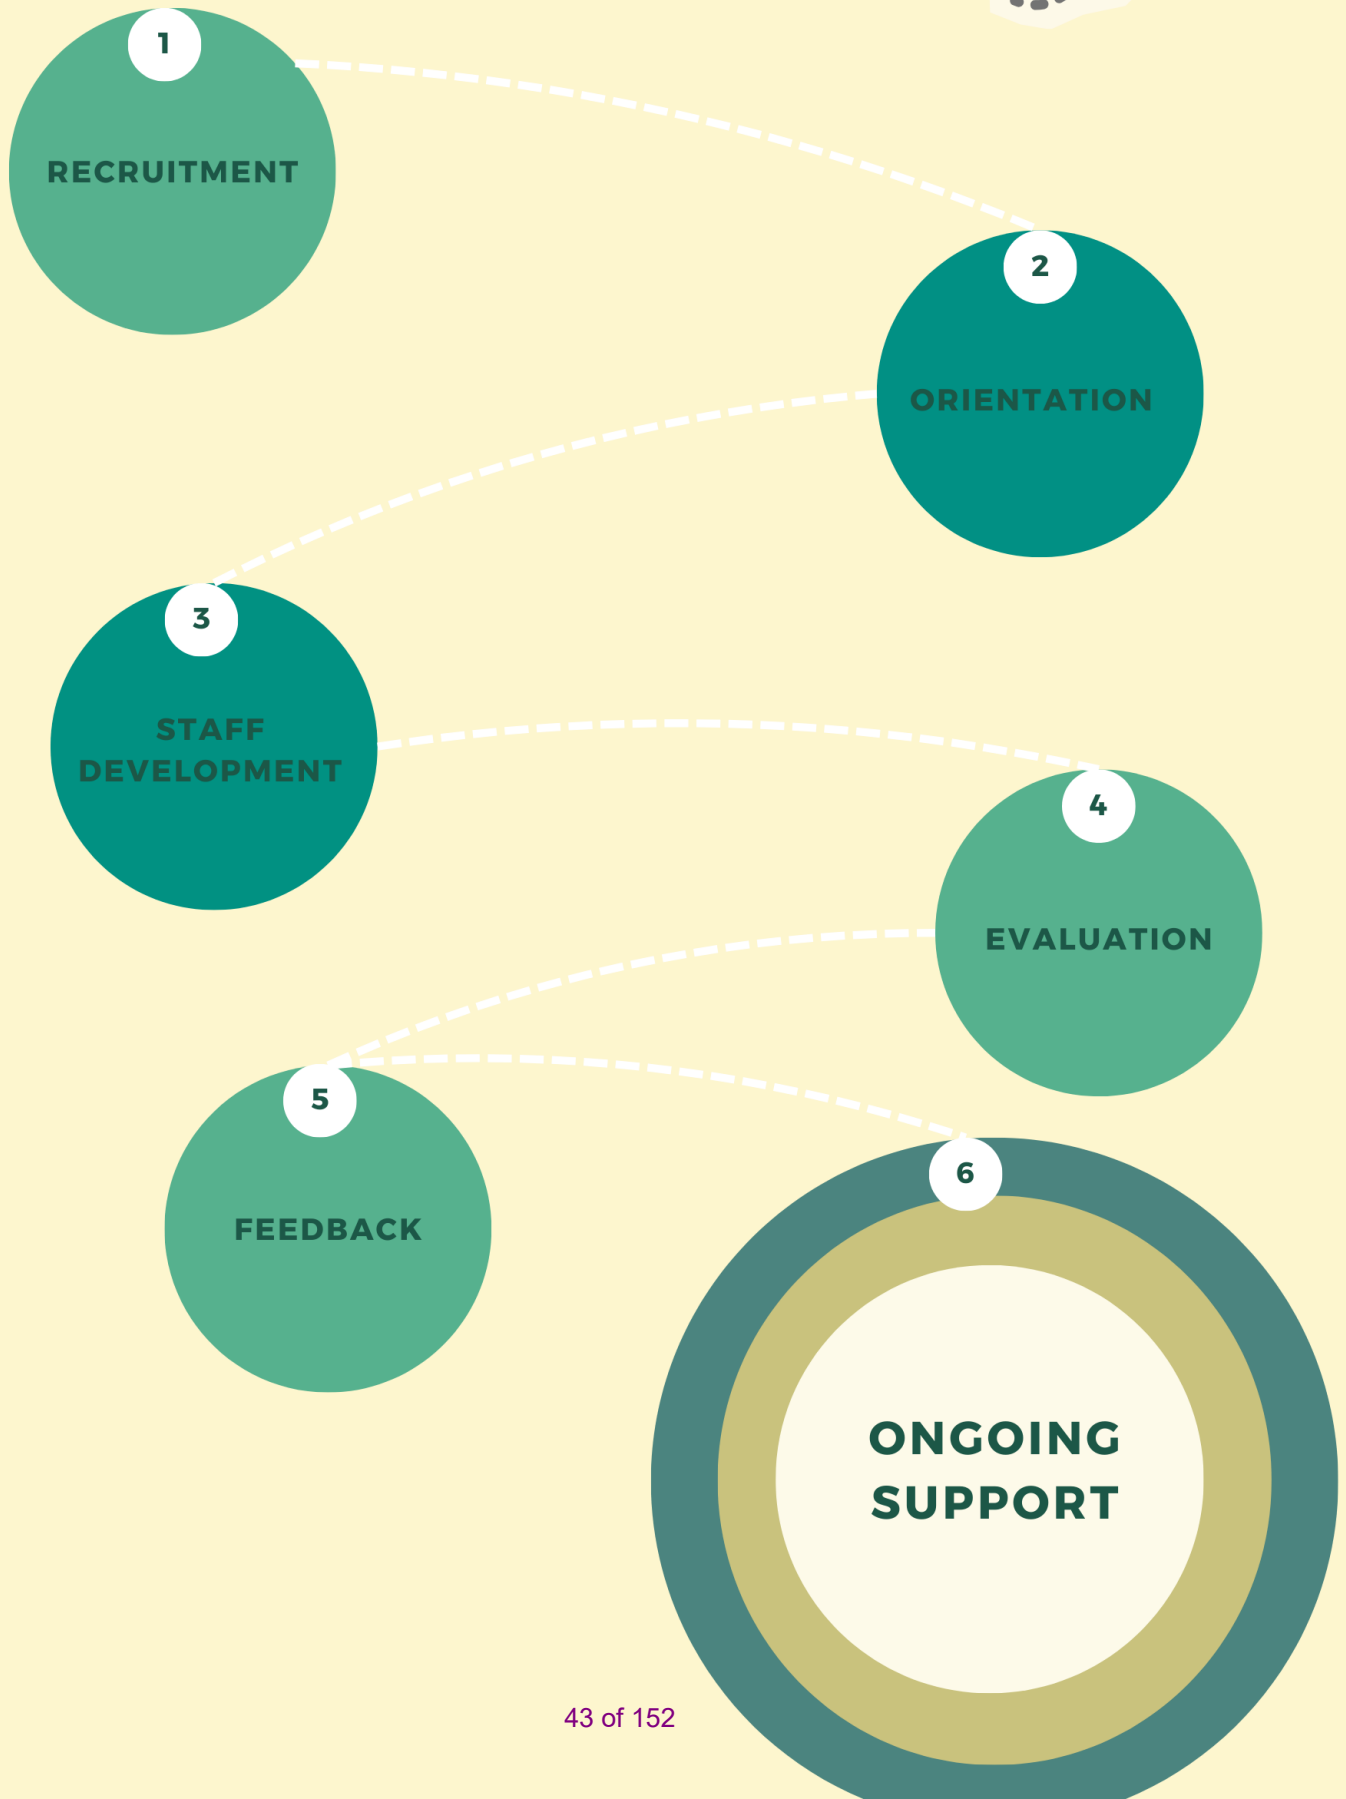 1
RECRUITMENT
2
ORIENTATION
3
STAFF
DEVELOPMENT
4
EVALUATION
5
FEEDBACK
6
ONGOING
SUPPORT
43 of 152